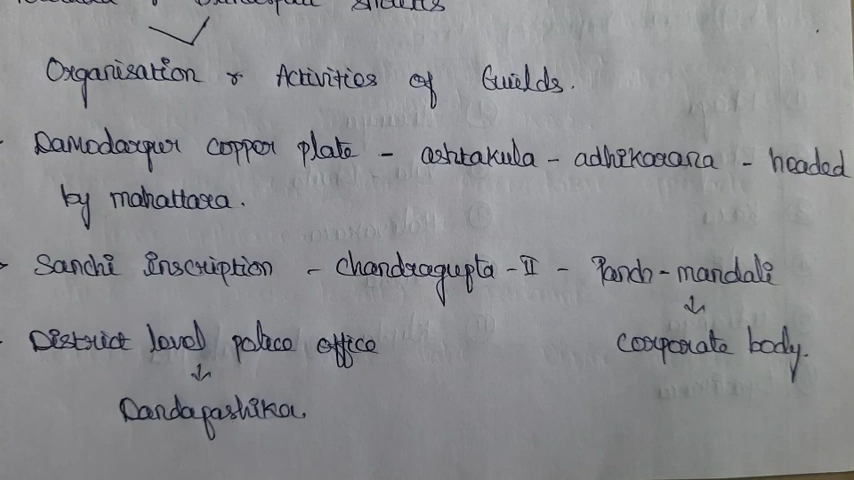 Organisation & Activities of Guilds.
Damodarpur copper plate - ashtakula - adhikarana - headed
by mahattara.
Sanchi Inscription - Chandragupta - II - Panch - mandali
↓
District level police office corporate body.
↓
Dandapashika.